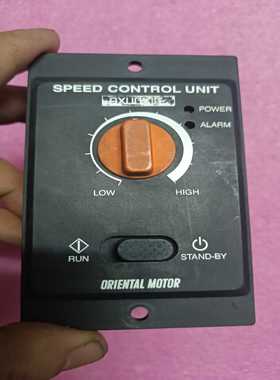 SPEED CONTROL UNIT
POWER
ALARM
LOW
HIGH
RUN
STAND-BY
ORIENTAL MOTOR